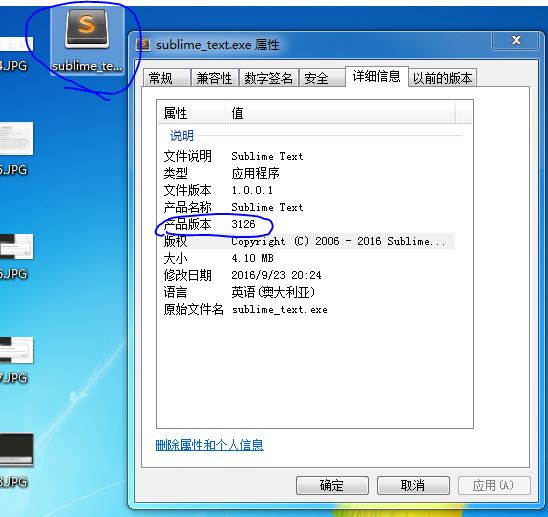 4.JPG
sublime_te...
5.JPG
6.JPG
7.JPG
8.JPG
S
sublime_text.exe 属性
常规 兼容性 数字签名 安全 详细信息 以前的版本
属性 值
说明
文件说明 Sublime Text
类型 应用程序
文件版本 1.0.0.1
产品名称 Sublime Text
产品版本 3126
版权 Copyright (C) 2006 - 2016 Sublime...
大小 4.10 MB
修改日期 2016/9/23 20:24
语言 英语(澳大利亚)
原始文件名 sublime_text.exe
删除属性和个人信息
确定 取消 应用(A)